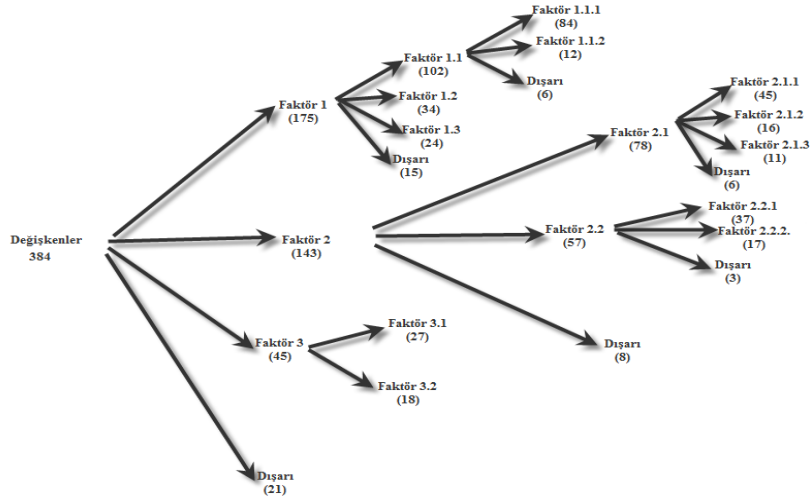 Faktör 1.1.1
(84)
Faktör 1.1.2
(12)
Dışarı
(6)
Faktör 1.1
(102)
Faktör 1.2
(34)
Faktör 1.3
(24)
Dışarı
(15)
Faktör 1
(175)
Faktör 2.1.1
(45)
Faktör 2.1.2
(16)
Faktör 2.1.3
(11)
Dışarı
(6)
Faktör 2.1
(78)
Faktör 2.2.1
(37)
Faktör 2.2.2.
(17)
Dışarı
(3)
Faktör 2.2
(57)
Değişkenler
384
Faktör 2
(143)
Dışarı
(8)
Faktör 3.1
(27)
Faktör 3
(45)
Faktör 3.2
(18)
Dışarı
(21)